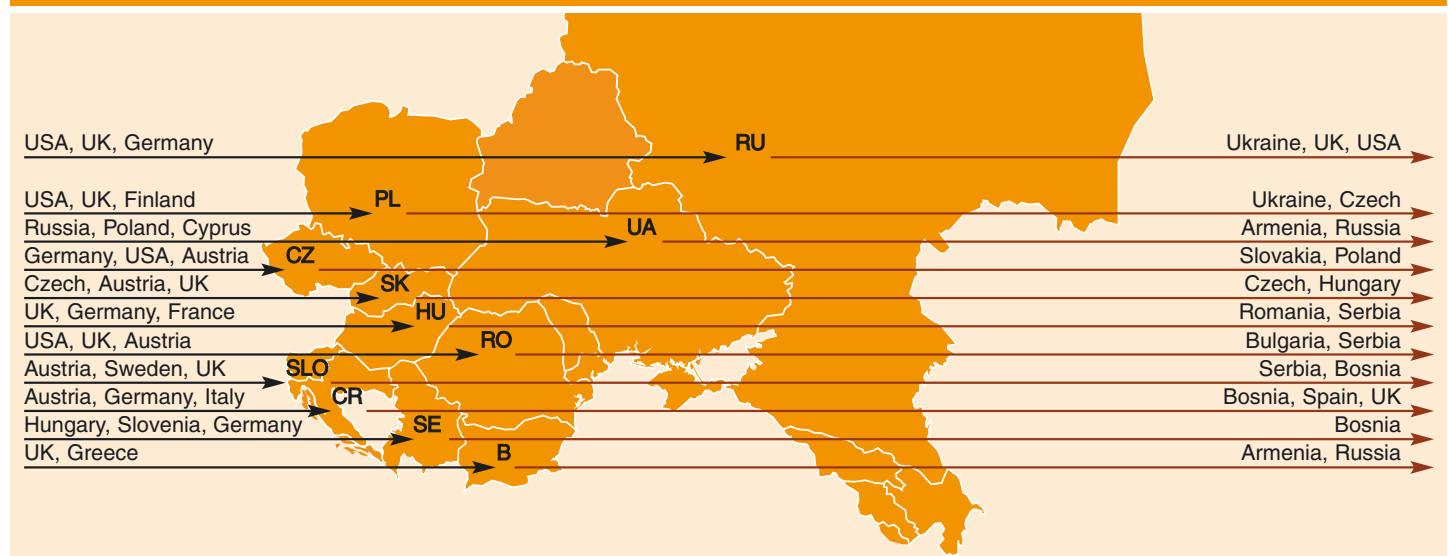 USA, UK, Germany RU Ukraine, UK, USA
USA, UK, Finland PL Ukraine, Czech
Russia, Poland, Cyprus UA Armenia, Russia
Germany, USA, Austria CZ Slovakia, Poland
Czech, Austria, UK SK Czech, Hungary
UK, Germany, France HU Romania, Serbia
USA, UK, Austria RO Bulgaria, Serbia
Austria, Sweden, UK SLO Serbia, Bosnia
Austria, Germany, Italy CR Bosnia, Spain, UK
Hungary, Slovenia, Germany SE Bosnia
UK, Greece B Armenia, Russia